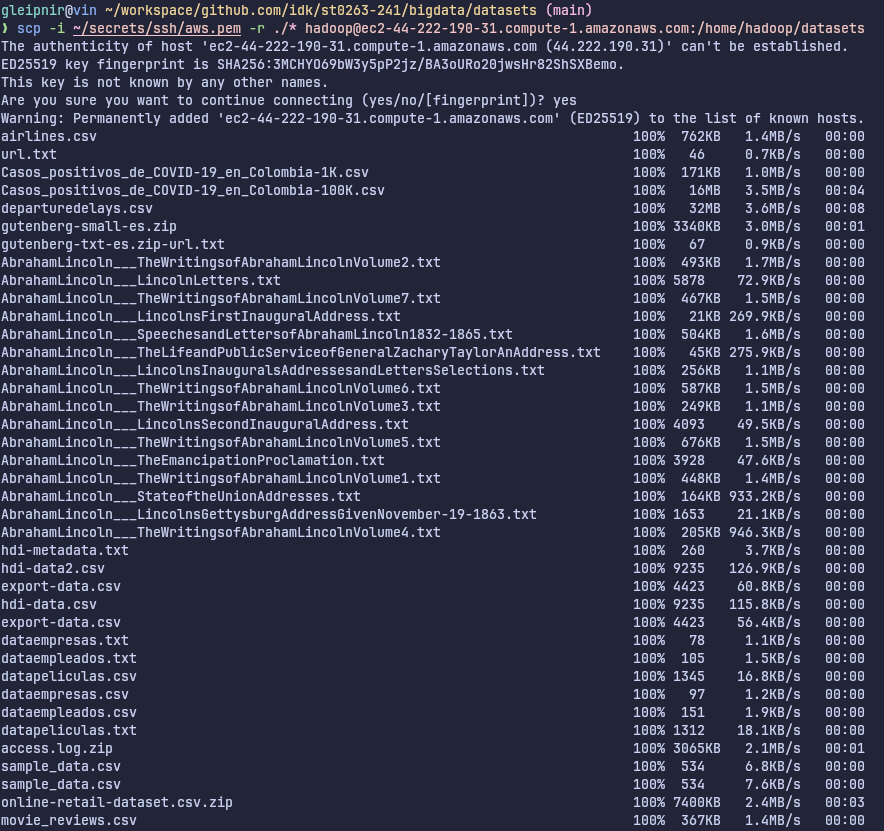 gleipnir@vin ~/workspace/github.com/idk/st0263-241/bigdata/datasets (main)
❯ scp -i ~/secrets/ssh/aws.pem -r ./* hadoop@ec2-44-222-190-31.compute-1.amazonaws.com:/home/hadoop/datasets
The authenticity of host 'ec2-44-222-190-31.compute-1.amazonaws.com (44.222.190.31)' can't be established.
ED25519 key fingerprint is SHA256:3MCHYO69bW3y5pP2jz/BA3oURo20jwsHr82ShSXBemo.
This key is not known by any other names.
Are you sure you want to continue connecting (yes/no/[fingerprint])? yes
Warning: Permanently added 'ec2-44-222-190-31.compute-1.amazonaws.com' (ED25519) to the list of known hosts.
airlines.csv 100% 762KB 1.4MB/s 00:00
url.txt 100% 46 0.7KB/s 00:00
Casos_positivos_de_COVID-19_en_Colombia-1K.csv 100% 171KB 1.0MB/s 00:00
Casos_positivos_de_COVID-19_en_Colombia-100K.csv 100% 16MB 3.5MB/s 00:04
departuredelays.csv 100% 32MB 3.6MB/s 00:08
gutenberg-small-es.zip 100% 3340KB 3.0MB/s 00:01
gutenberg-txt-es.zip-url.txt 100% 67 0.9KB/s 00:00
AbrahamLincoln___TheWritingsofAbrahamLincolnVolume2.txt 100% 493KB 1.7MB/s 00:00
AbrahamLincoln___LincolnLetters.txt 100% 5878 72.9KB/s 00:00
AbrahamLincoln___TheWritingsofAbrahamLincolnVolume7.txt 100% 467KB 1.5MB/s 00:00
AbrahamLincoln___LincolnsFirstInauguralAddress.txt 100% 21KB 269.9KB/s 00:00
AbrahamLincoln___SpeechesandLettersofAbrahamLincoln1832-1865.txt 100% 504KB 1.6MB/s 00:00
AbrahamLincoln___TheLifeandPublicServiceofGeneralZacharyTaylorAnAddress.txt 100% 45KB 275.9KB/s 00:00
AbrahamLincoln___LincolnsInauguralsAddressesandLettersSelections.txt 100% 256KB 1.1MB/s 00:00
AbrahamLincoln___TheWritingsofAbrahamLincolnVolume6.txt 100% 587KB 1.5MB/s 00:00
AbrahamLincoln___TheWritingsofAbrahamLincolnVolume3.txt 100% 249KB 1.1MB/s 00:00
AbrahamLincoln___LincolnsSecondInauguralAddress.txt 100% 4093 49.5KB/s 00:00
AbrahamLincoln___TheWritingsofAbrahamLincolnVolume5.txt 100% 676KB 1.5MB/s 00:00
AbrahamLincoln___TheEmancipationProclamation.txt 100% 3928 47.6KB/s 00:00
AbrahamLincoln___TheWritingsofAbrahamLincolnVolume1.txt 100% 448KB 1.4MB/s 00:00
AbrahamLincoln___StateoftheUnionAddresses.txt 100% 164KB 933.2KB/s 00:00
AbrahamLincoln___LincolnsGettysburgAddressGivenNovember-19-1863.txt 100% 1653 21.1KB/s 00:00
AbrahamLincoln___TheWritingsofAbrahamLincolnVolume4.txt 100% 205KB 946.3KB/s 00:00
hdi-metadata.txt 100% 260 3.7KB/s 00:00
hdi-data2.csv 100% 9235 126.9KB/s 00:00
export-data.csv 100% 4423 60.8KB/s 00:00
hdi-data.csv 100% 9235 115.8KB/s 00:00
export-data.csv 100% 4423 56.4KB/s 00:00
dataempresas.txt 100% 78 1.1KB/s 00:00
dataempleados.txt 100% 105 1.5KB/s 00:00
datapeliculas.csv 100% 1345 16.8KB/s 00:00
dataempresas.csv 100% 97 1.2KB/s 00:00
dataempleados.csv 100% 151 1.9KB/s 00:00
datapeliculas.txt 100% 1312 18.1KB/s 00:00
access.log.zip 100% 3065KB 2.1MB/s 00:01
sample_data.csv 100% 534 6.8KB/s 00:00
sample_data.csv 100% 534 7.6KB/s 00:00
online-retail-dataset.csv.zip 100% 7400KB 2.4MB/s 00:03
movie_reviews.csv 100% 367KB 1.4MB/s 00:00